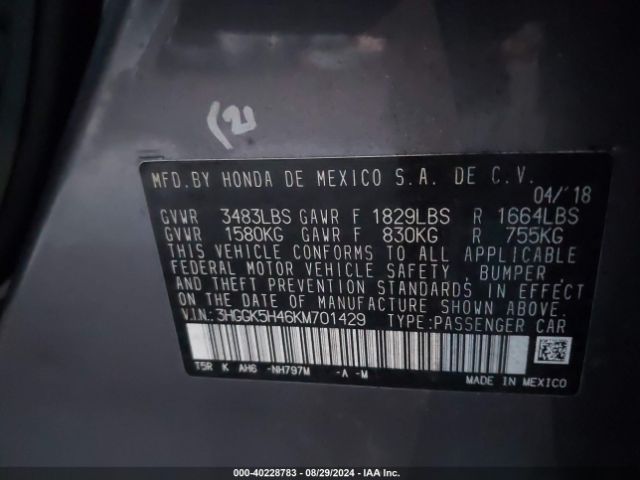 (2)
MFD.BY HONDA DE MEXICO S.A. DE C.V.
04/'18
GVWR 3483LBS GAWR F 1829LBS R 1664LBS
GVWR 1580KG GAWR F 830KG R 755KG
THIS VEHICLE CONFORMS TO ALL APPLICABLE
FEDERAL MOTOR VEHICLE SAFETY, BUMPER,
AND THEFT PREVENTION STANDARDS IN EFFECT
ON THE DATE OF MANUFACTURE SHOWN ABOVE.
V.I.N.: 3HGGK5H46KM701429 TYPE:PASSENGER CAR
T5R K AH6 -NH797M -A -M
MADE IN MEXICO
000-40228783 - 08/29/2024 - IAA Inc.